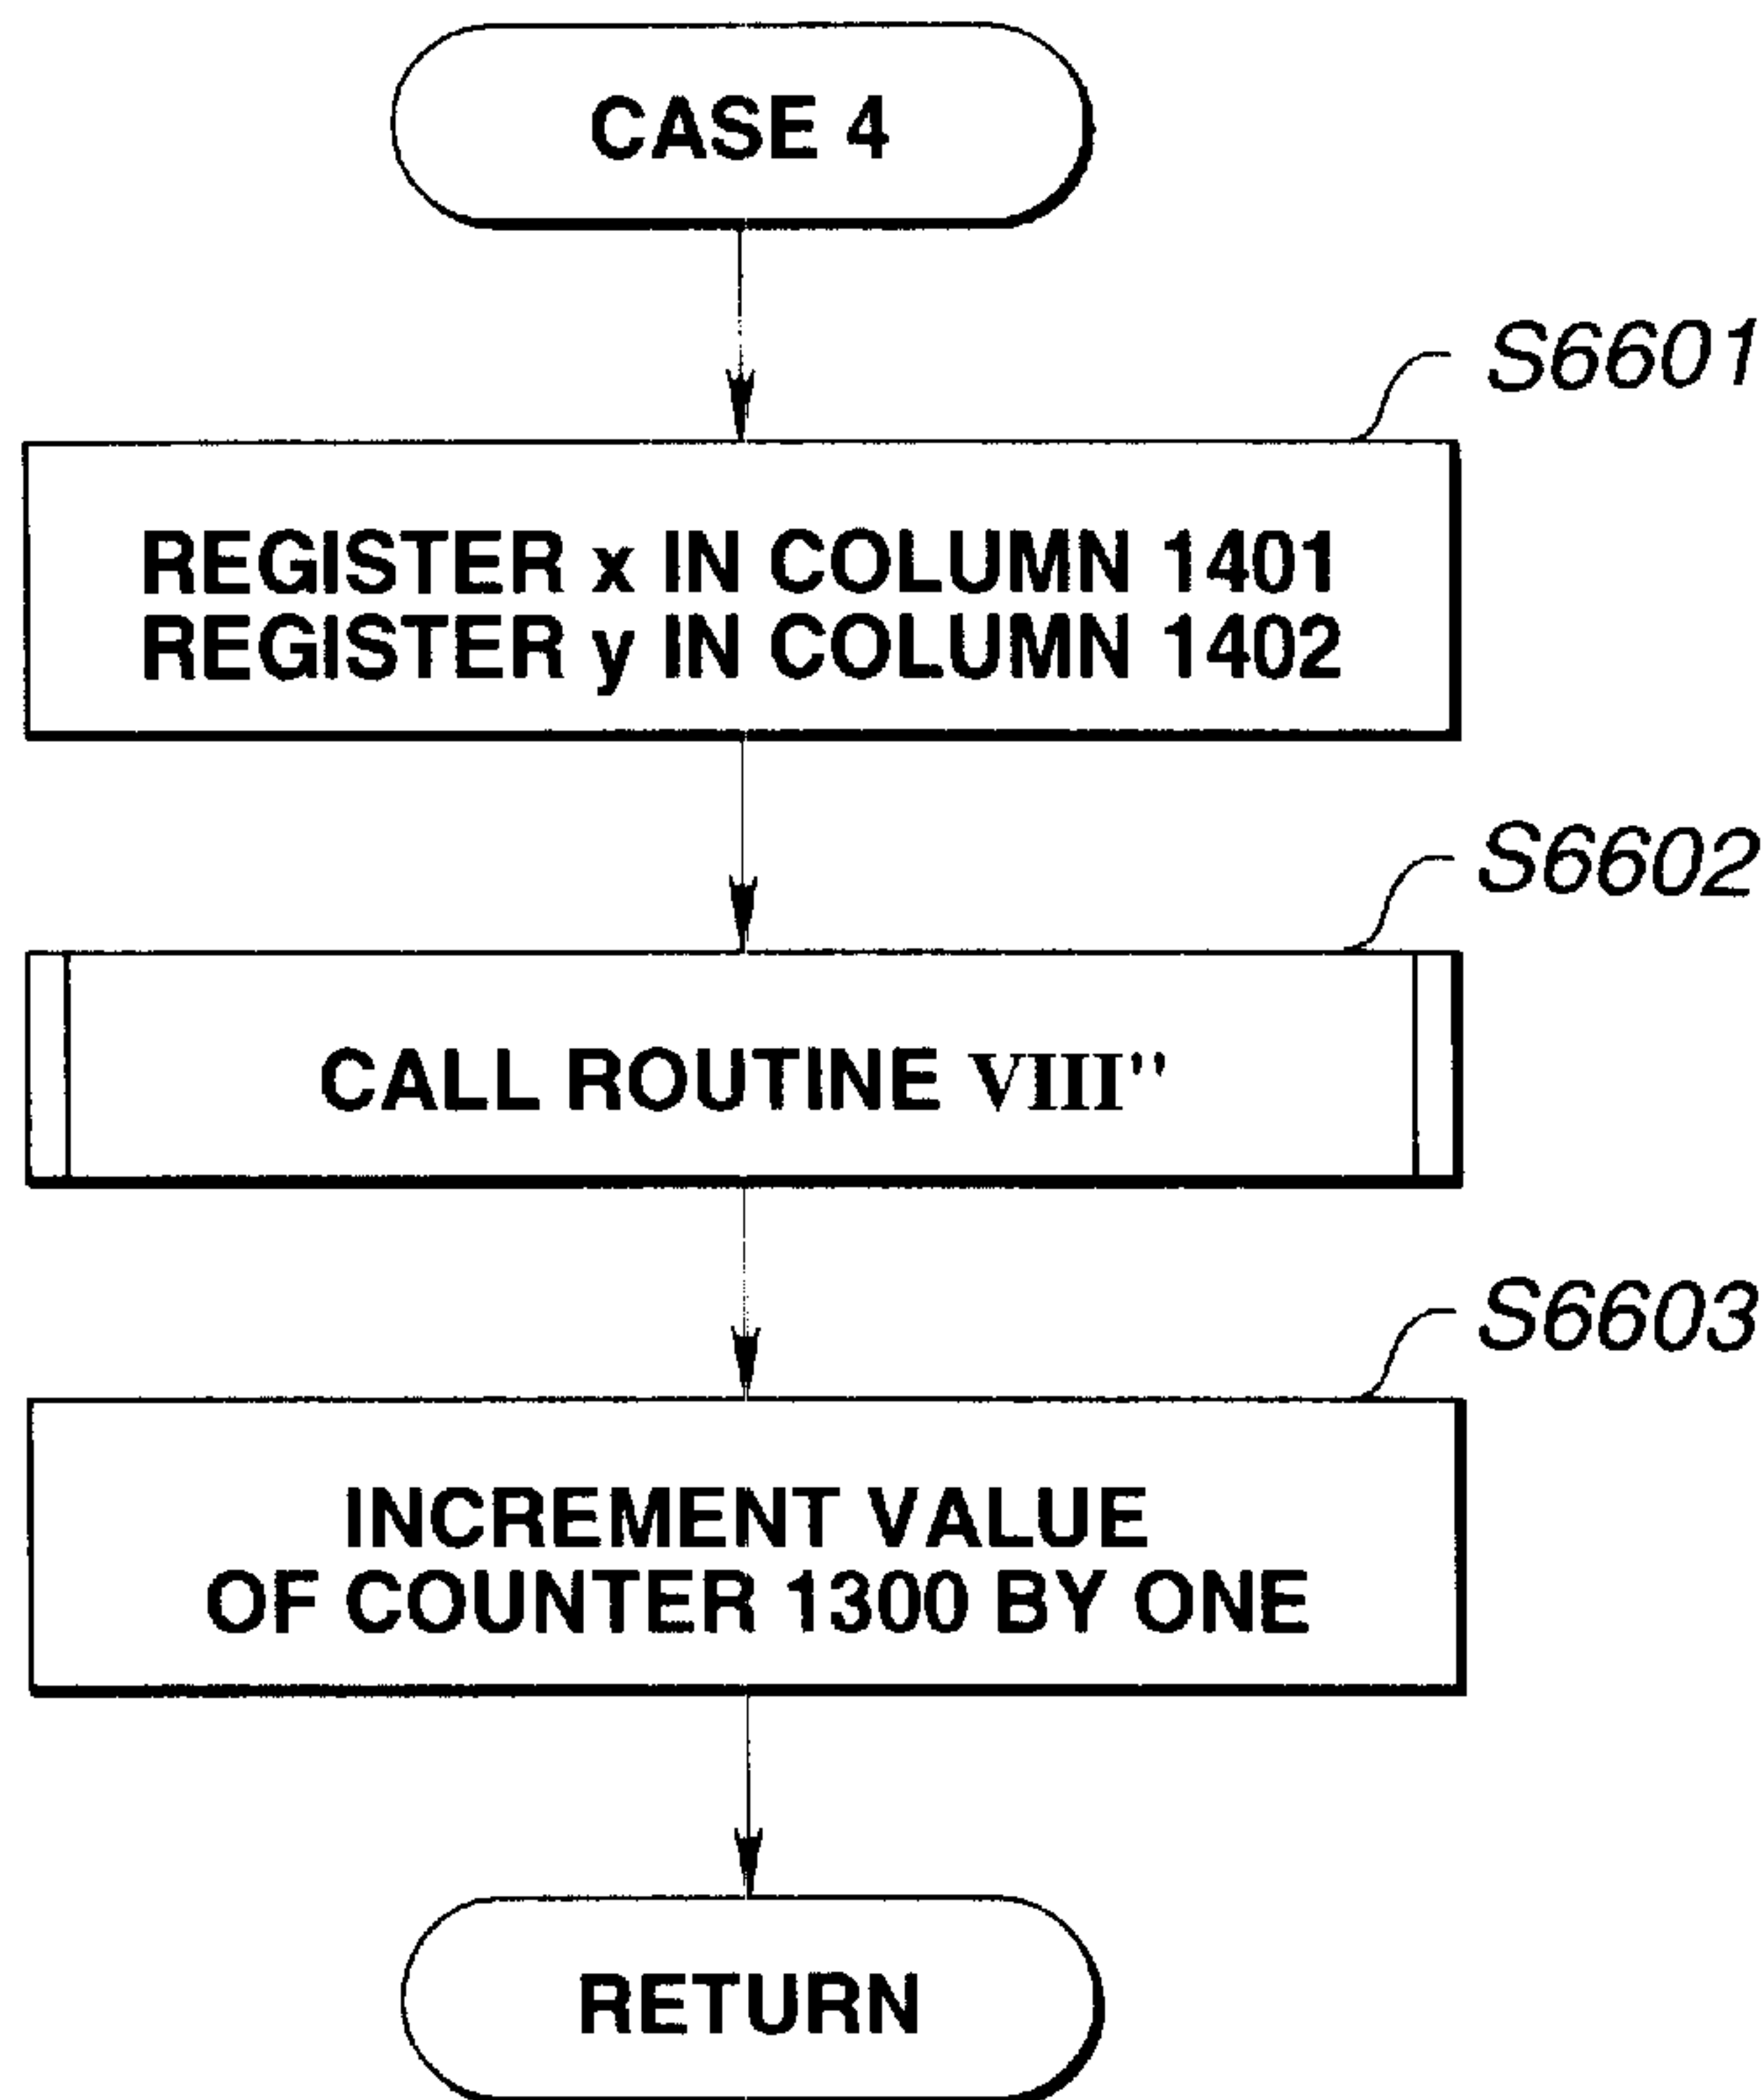 CASE 4
S6601
REGISTER x IN COLUMN 1401
REGISTER y IN COLUMN 1402
S6602
CALL ROUTINE VIII''
S6603
INCREMENT VALUE
OF COUNTER 1300 BY ONE
RETURN